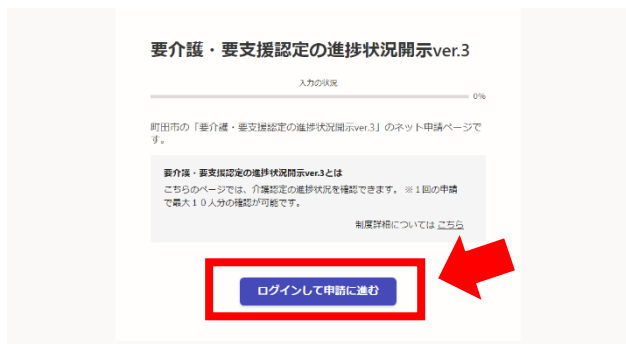 要介護・要支援認定の進捗状況開示ver.3
入力の状況
0%
町田市の「要介護・要支援認定の進捗状況開示ver.3」のネット申請ページで
す。
要介護・要支援認定の進捗状況開示ver.3とは
こちらのページでは、介護認定の進捗状況を確認できます。 ※１回の申請
で最大１０人分の確認が可能です。
制度詳細については こちら
ログインして申請に進む